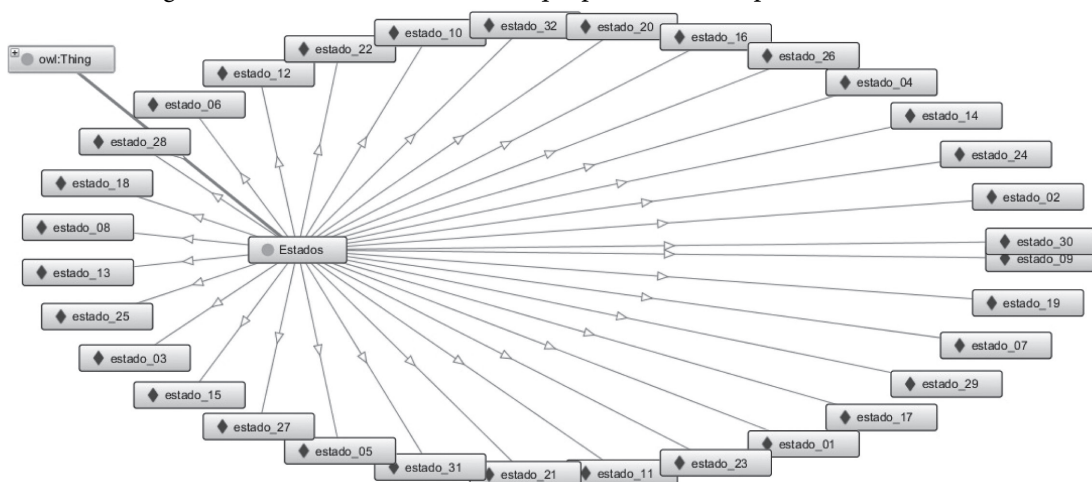 estado_10
estado_32
estado_20
estado_16
estado_22
estado_26
owl:Thing
estado_12
estado_04
estado_06
estado_14
estado_28
estado_24
estado_18
estado_02
estado_08
Estados
estado_30
estado_09
estado_13
estado_19
estado_25
estado_07
estado_03
estado_29
estado_15
estado_17
estado_27
estado_01
estado_05
estado_23
estado_31
estado_21
estado_11